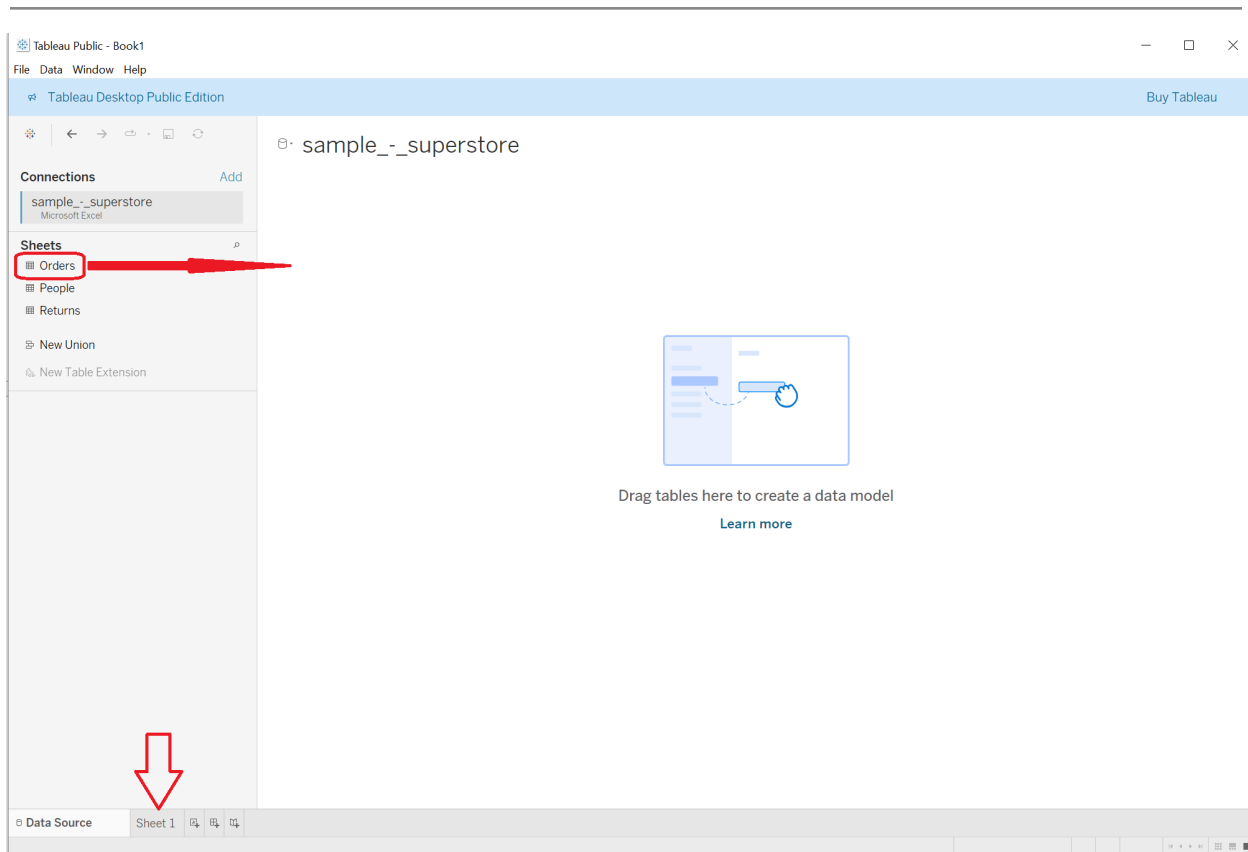 Tableau Public - Book1
File Data Window Help
Tableau Desktop Public Edition
Buy Tableau
sample_-_superstore
Connections
Add
sample_-_superstore
Microsoft Excel
Sheets
Orders
People
Returns
New Union
New Table Extension
Drag tables here to create a data model
Learn more
Data Source
Sheet 1